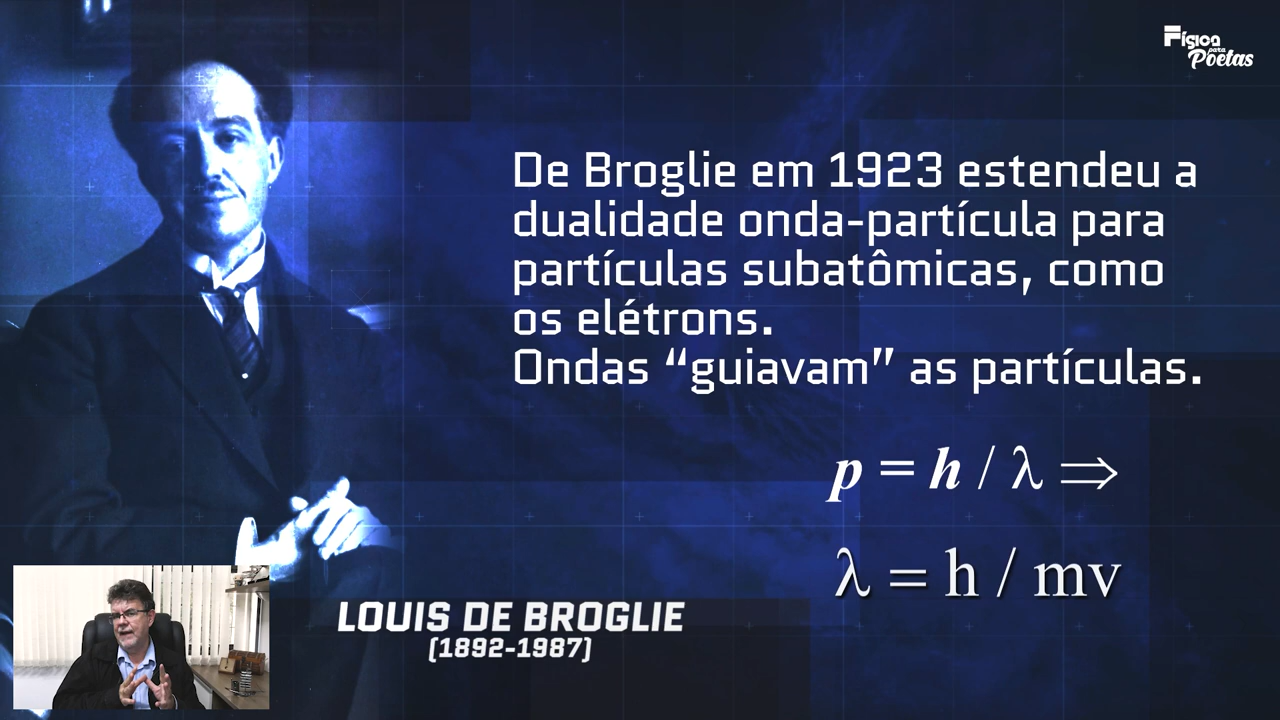 Física
para
Poetas
De Broglie em 1923 estendeu a
dualidade onda-partícula para
partículas subatômicas, como
os elétrons.
Ondas “guiavam” as partículas.
p = h / λ ⇒
λ = h / mv
LOUIS DE BROGLIE
(1892-1987)